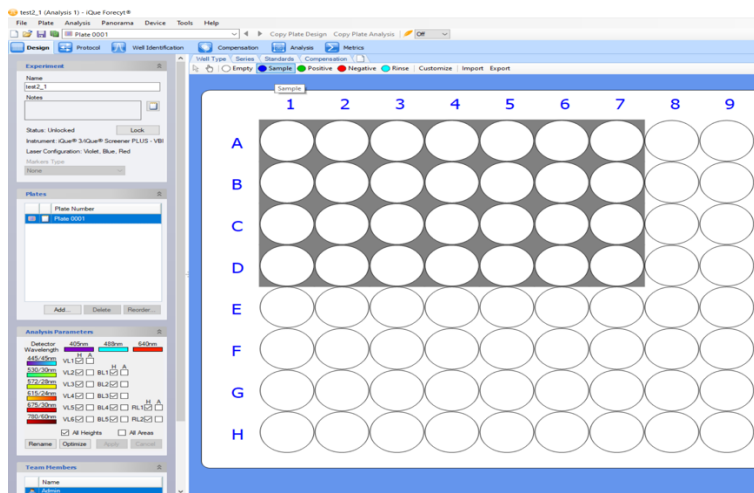 test2_1 (Analysis 1) - iQue Forecyt®
File Plate Analysis Panorama Device Tools Help
Plate 0001 Copy Plate Design Copy Plate Analysis Off
Design Protocol Well Identification Compensation Analysis Metrics
Well Type Series Standards Compensation
Empty Sample Positive Negative Rinse Customize Import Export
Sample
Experiment
Name
test2_1
Notes
Status: Unlocked Lock
Instrument: iQue® 3/iQue® Screener PLUS - VBI
Laser Configuration: Violet, Blue, Red
Markers Type
None
Plates
Plate Number
Plate 0001
Add... Delete Reorder...
Analysis Parameters
Detector Wavelength 405nm 488nm 640nm
H A
445/45nm VL1
H A
530/30nm VL2 BL1
572/28nm VL3 BL2
615/24nm VL4 BL3
H A
675/30nm VL5 BL4 RL1
780/60nm VL6 BL5 RL2
All Heights All Areas
Rename Optimize Apply Cancel
Team Members
Name
Admin
1 2 3 4 5 6 7 8 9
A
B
C
D
E
F
G
H